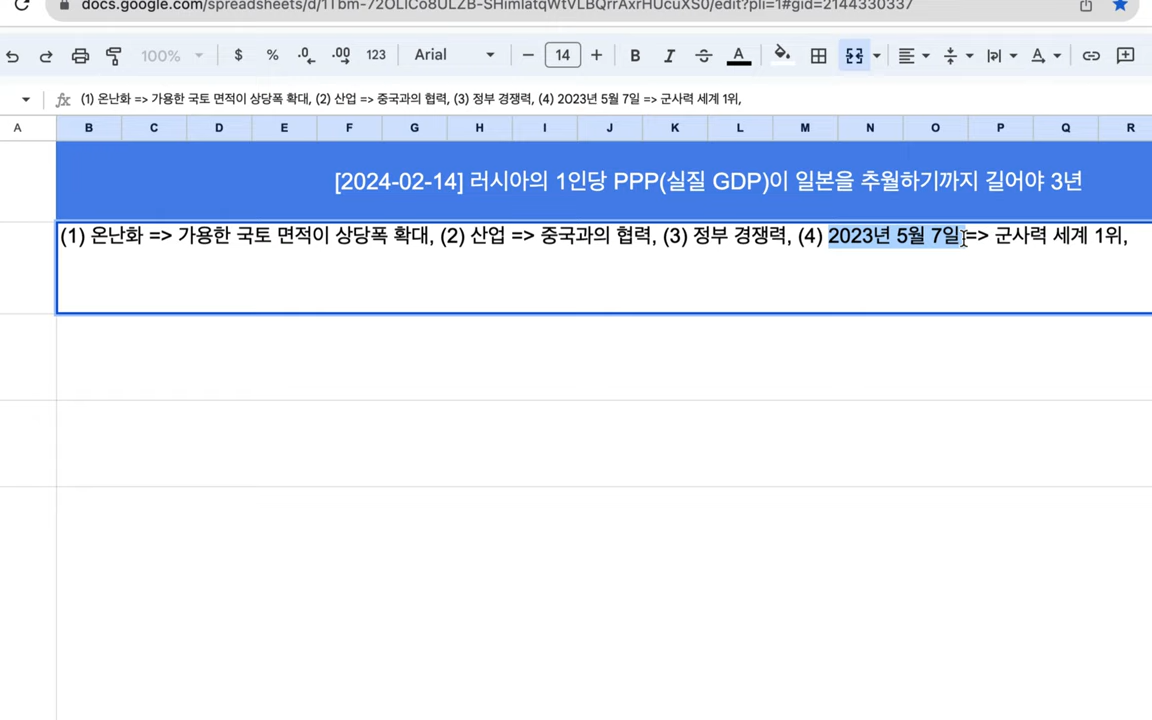 docs.google.com/spreadsheets/d/1Tbm-72OLlCo8ULZB-SHimlatqWtVLBQrrAxrHUcuXS0/edit?pli=1#gid=2144330337
100% $ % .0 .00 123 Arial − 14 + B I A A
fx (1) 온난화 => 가용한 국토 면적이 상당폭 확대, (2) 산업 => 중국과의 협력, (3) 정부 경쟁력, (4) 2023년 5월 7일 => 군사력 세계 1위,
A B C D E F G H I J K L M N O P Q R
[2024-02-14] 러시아의 1인당 PPP(실질 GDP)이 일본을 추월하기까지 길어야 3년
(1) 온난화 => 가용한 국토 면적이 상당폭 확대, (2) 산업 => 중국과의 협력, (3) 정부 경쟁력, (4) 2023년 5월 7일 => 군사력 세계 1위,